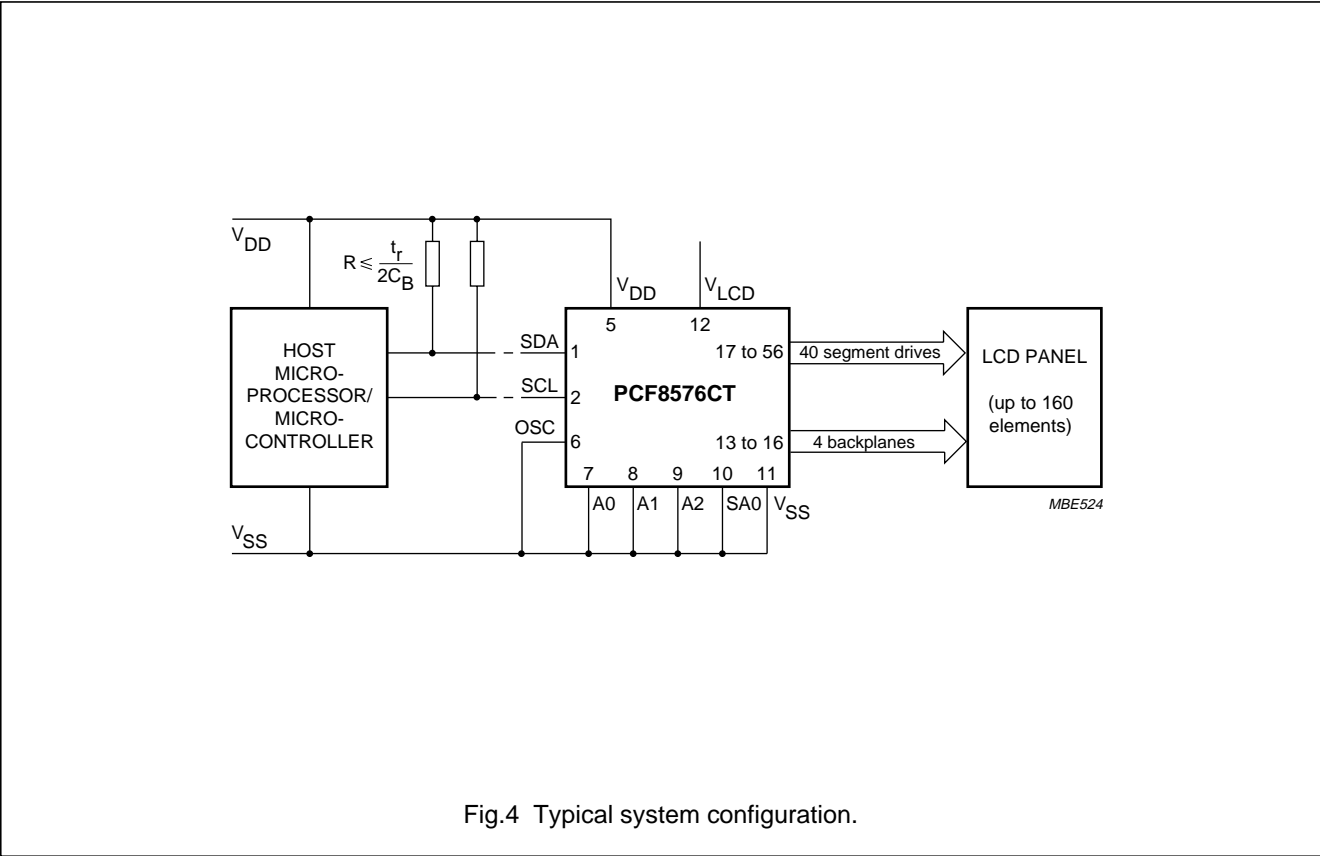 VDD
R ≤ tr
2CB
VDD
VLCD
5
12
HOST
MICRO-
PROCESSOR/
MICRO-
CONTROLLER
SDA
1
SCL
2
OSC
6
PCF8576CT
17 to 56
40 segment drives
13 to 16
4 backplanes
LCD PANEL
(up to 160
elements)
7
8
9
10
11
A0
A1
A2
SA0
VSS
MBE524
VSS
Fig.4 Typical system configuration.